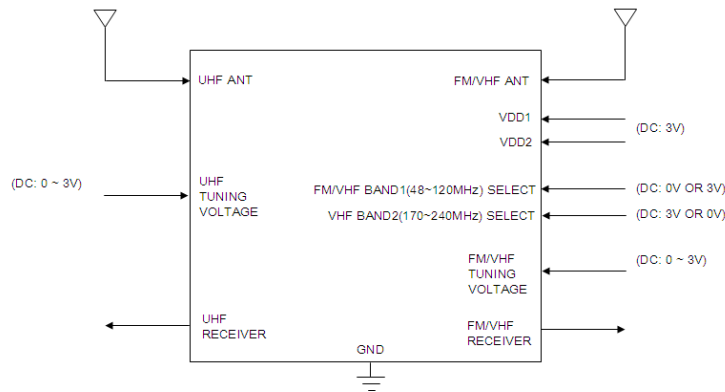 UHF ANT
FM/VHF ANT
VDD1
(DC: 3V)
VDD2
(DC: 0 ~ 3V)
UHF
TUNING
VOLTAGE
FM/VHF BAND1(48~120MHz) SELECT
(DC: 0V OR 3V)
VHF BAND2(170~240MHz) SELECT
(DC: 3V OR 0V)
FM/VHF
TUNING
VOLTAGE
(DC: 0 ~ 3V)
UHF
RECEIVER
FM/VHF
RECEIVER
GND